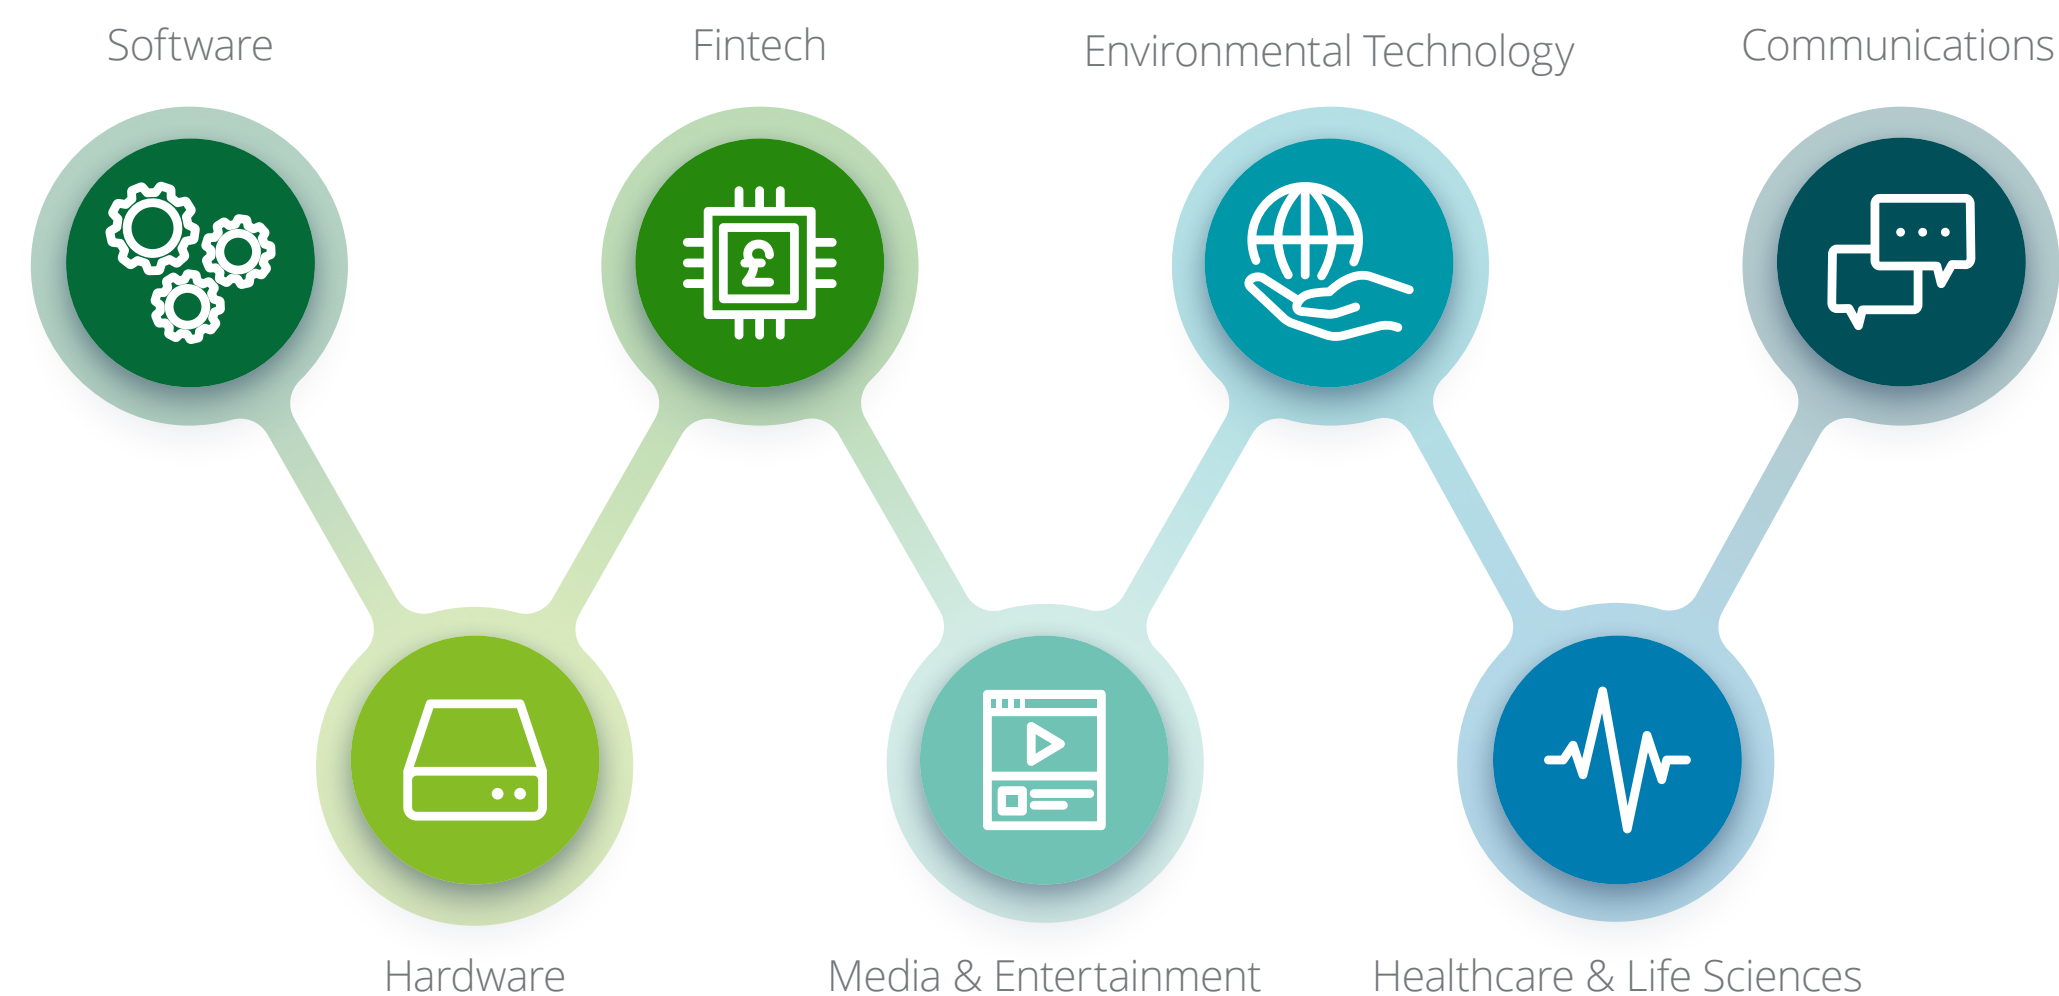 Software
Fintech
Environmental Technology
Communications
£
Hardware
Media & Entertainment
Healthcare & Life Sciences